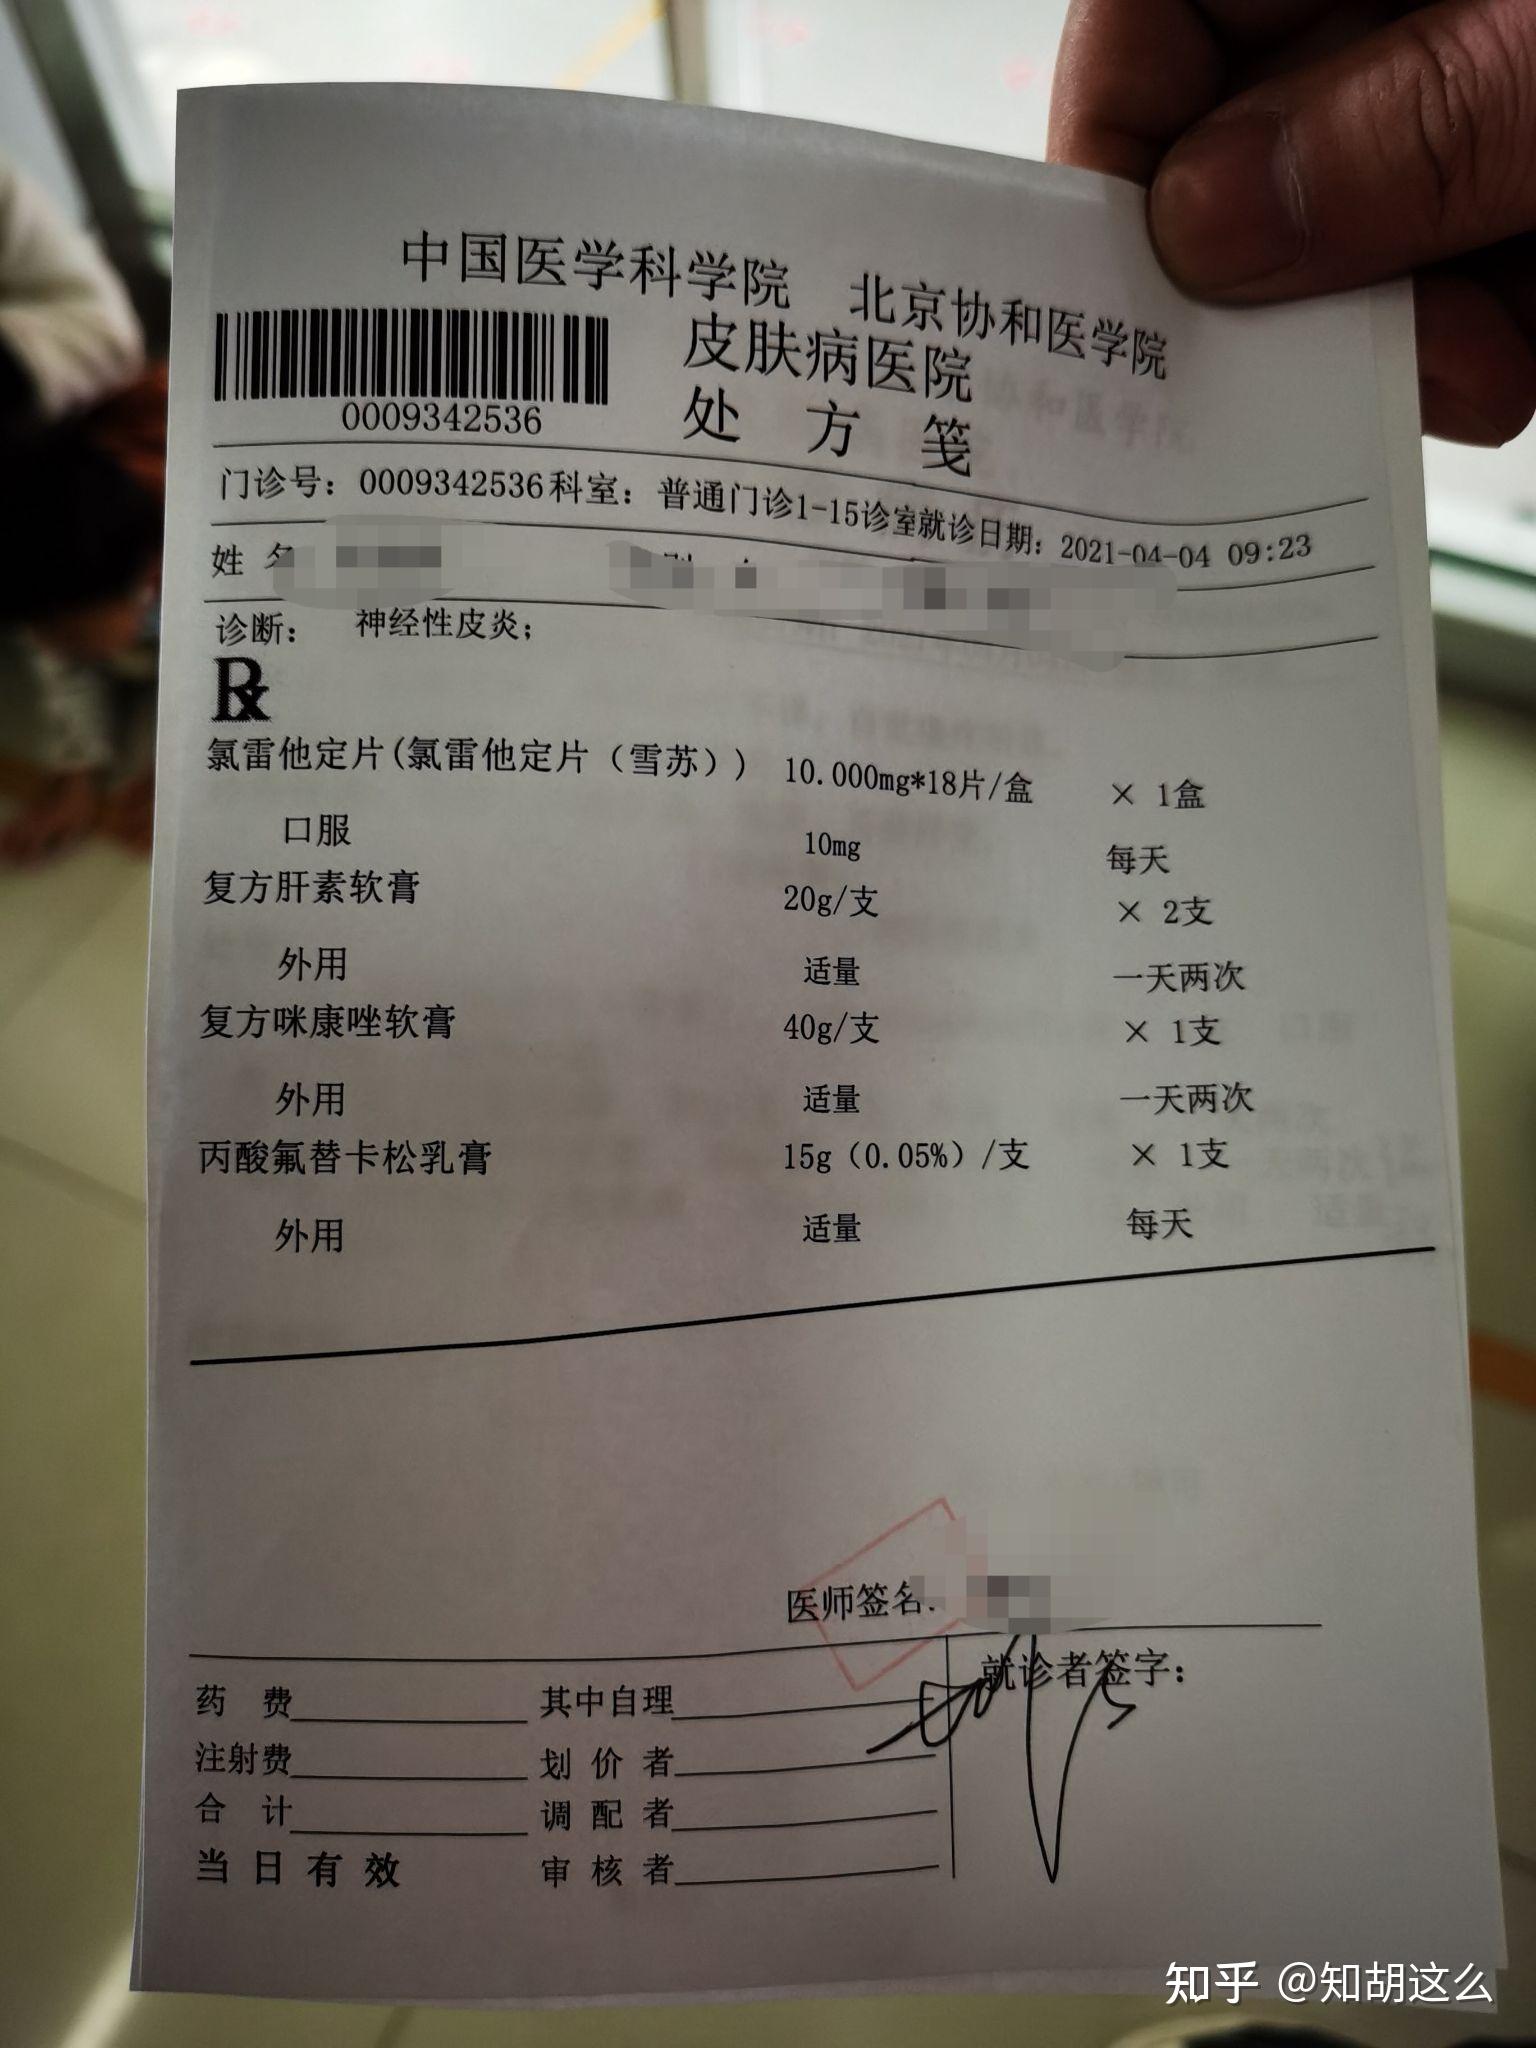 中国医学科学院 北京协和医学院
皮肤病医院
处 方 笺
0009342536
门诊号：0009342536科室：普通门诊1-15诊室就诊日期：2021-04-04 09:23
姓 名
诊断： 神经性皮炎；
Rx
氯雷他定片(氯雷他定片（雪苏）) 10.000mg*18片/盒 × 1盒
口服 10mg 每天
复方肝素软膏 20g/支 × 2支
外用 适量 一天两次
复方咪康唑软膏 40g/支 × 1支
外用 适量 一天两次
丙酸氟替卡松乳膏 15g（0.05%）/支 × 1支
外用 适量 每天
医师签名:
就诊者签字：
药 费 其中自理
注射费 划 价 者
合 计 调 配 者
当 日 有 效 审 核 者
知乎 @知胡这么